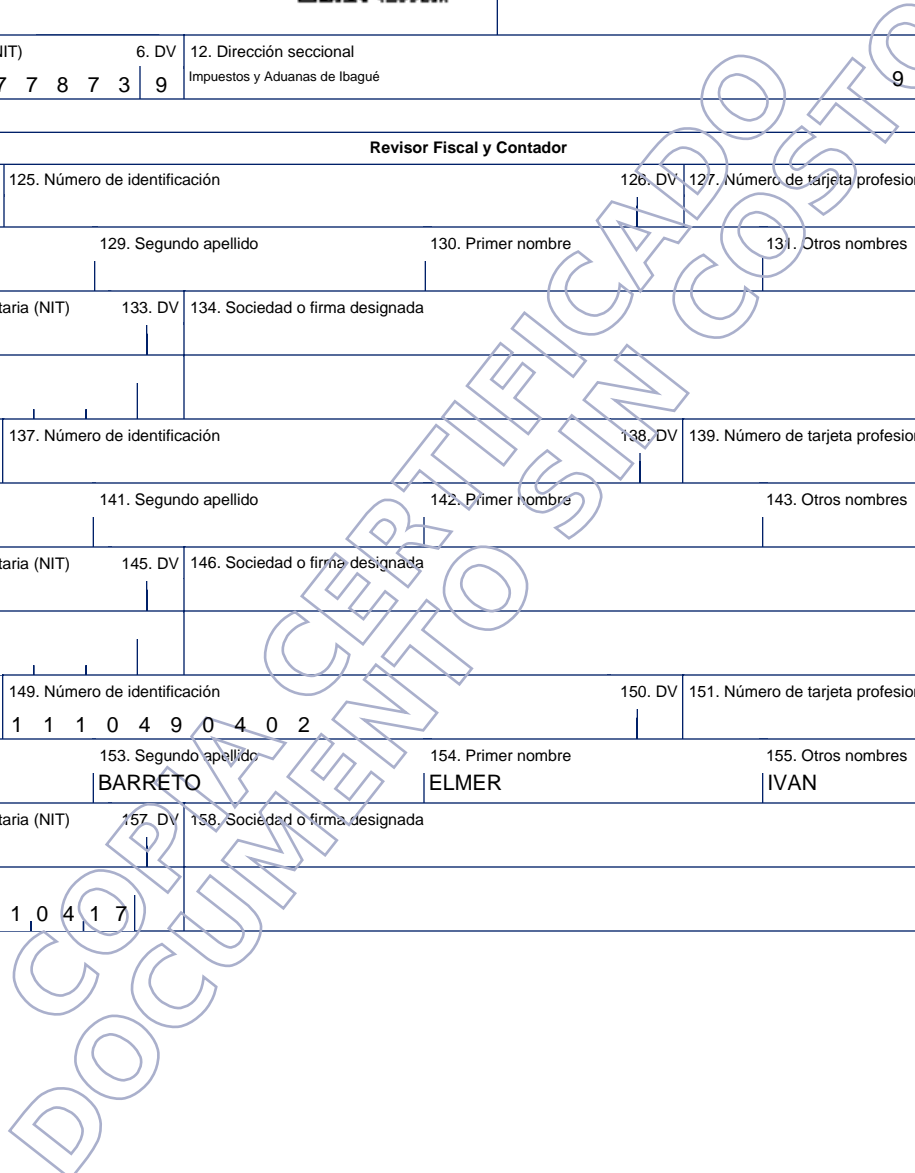 NIT) 6. DV 12. Dirección seccional
7 7 8 7 3 9 Impuestos y Aduanas de Ibagué 9
Revisor Fiscal y Contador
125. Número de identificación 126. DV 127. Número de tarjeta profesion
129. Segundo apellido 130. Primer nombre 131. Otros nombres
taria (NIT) 133. DV 134. Sociedad o firma designada
137. Número de identificación 138. DV 139. Número de tarjeta profesion
141. Segundo apellido 142. Primer nombre 143. Otros nombres
taria (NIT) 145. DV 146. Sociedad o firma designada
149. Número de identificación 150. DV 151. Número de tarjeta profesion
1 1 1 0 4 9 0 4 0 2
153. Segundo apellido 154. Primer nombre 155. Otros nombres
BARRETO ELMER IVAN
taria (NIT) 157. DV 158. Sociedad o firma designada
1 0 4 1 7
COPIA CERTIFICADO
DOCUMENTO SIN COSTO